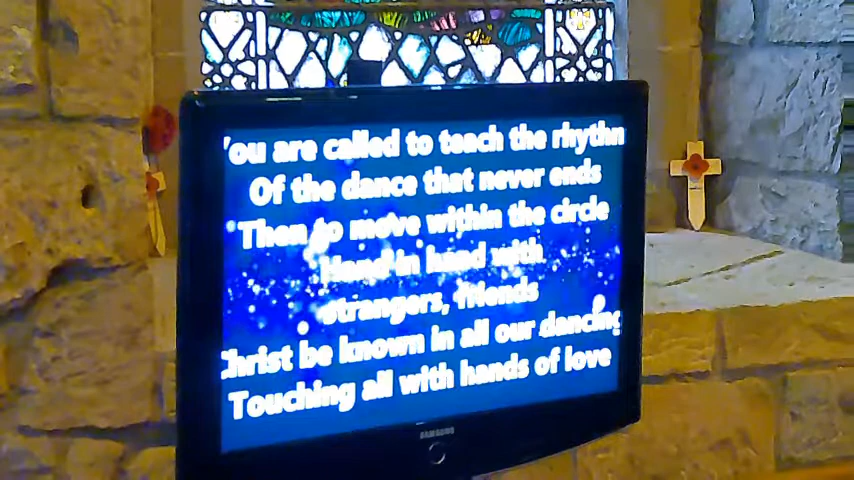 ou are called to teach the rhythm
Of the dance that never ends
Then to move within the circle
Hand in hand with
strangers, friends
Christ be known in all our dancing
Touching all with hands of love
SAMSUNG